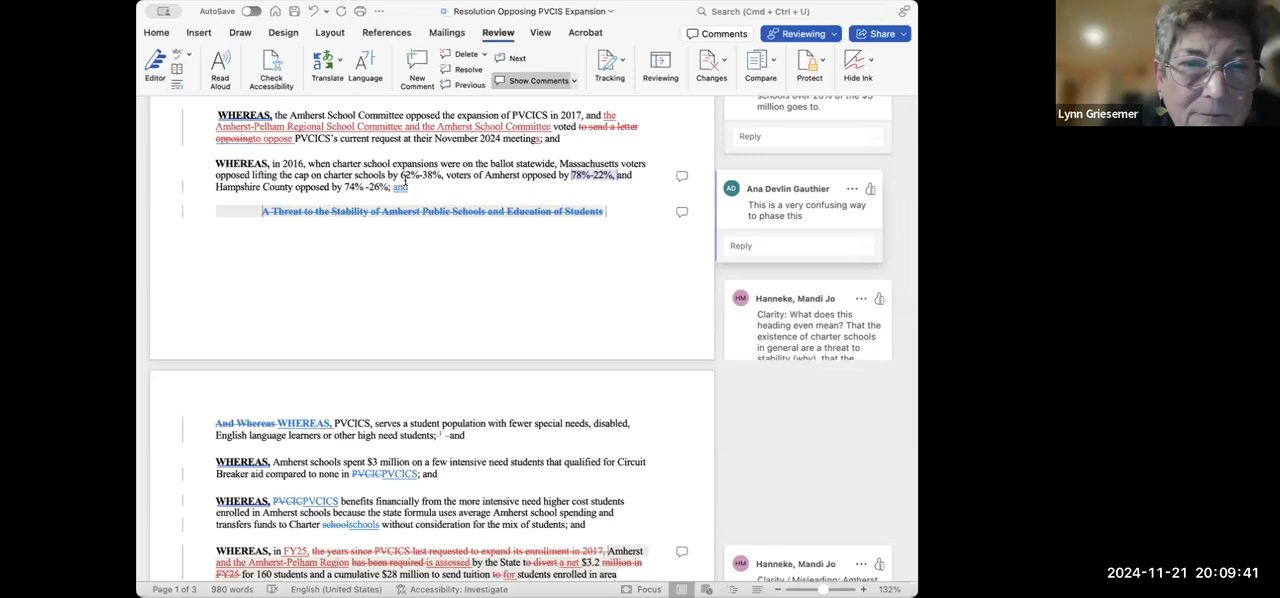 AutoSave
Resolution Opposing PVCIS Expansion
Search (Cmd + Ctrl + U)
Home Insert Draw Design Layout References Mailings Review View Acrobat
Comments Reviewing Share
Editor
Read Aloud
Check Accessibility
Translate Language
New Comment
Delete
Resolve
Previous
Next
Show Comments
Tracking Reviewing Changes Compare Protect Hide Ink
WHEREAS, the Amherst School Committee opposed the expansion of PVCICS in 2017, and the
Amherst-Pelham Regional School Committee and the Amherst School Committee voted to send a letter
opposingto oppose PVCICS's current request at their November 2024 meetings; and
WHEREAS, in 2016, when charter school expansions were on the ballot statewide, Massachusetts voters
opposed lifting the cap on charter schools by 62%-38%, voters of Amherst opposed by 78%-22%, and
Hampshire County opposed by 74% -26%; and
A Threat to the Stability of Amherst Public Schools and Education of Students
And Whereas WHEREAS, PVCICS, serves a student population with fewer special needs, disabled,
English language learners or other high need students;1 and
WHEREAS, Amherst schools spent $3 million on a few intensive need students that qualified for Circuit
Breaker aid compared to none in PVCICPVCICS; and
WHEREAS, PVCICPVCICS benefits financially from the more intensive need higher cost students
enrolled in Amherst schools because the state formula uses average Amherst school spending and
transfers funds to Charter schoolschools without consideration for the mix of students; and
WHEREAS, in FY25, the years since PVCICS last requested to expand its enrollment in 2017, Amherst
and the Amherst-Pelham Region has been required is assessed by the State to divert a net $3.2 million in
FY25 for 160 students and a cumulative $28 million to send tuition to for students enrolled in area
million goes to.
Reply
AD Ana Devlin Gauthier
This is a very confusing way
to phase this
Reply
HM Hanneke, Mandi Jo
Clarity: What does this
heading even mean? That the
existence of charter schools
in general are a threat to
stability (why), that the
HM Hanneke, Mandi Jo
Page 1 of 3 980 words English (United States) Accessibility: Investigate Focus 132%
Lynn Griesemer
2024-11-21 20:09:41